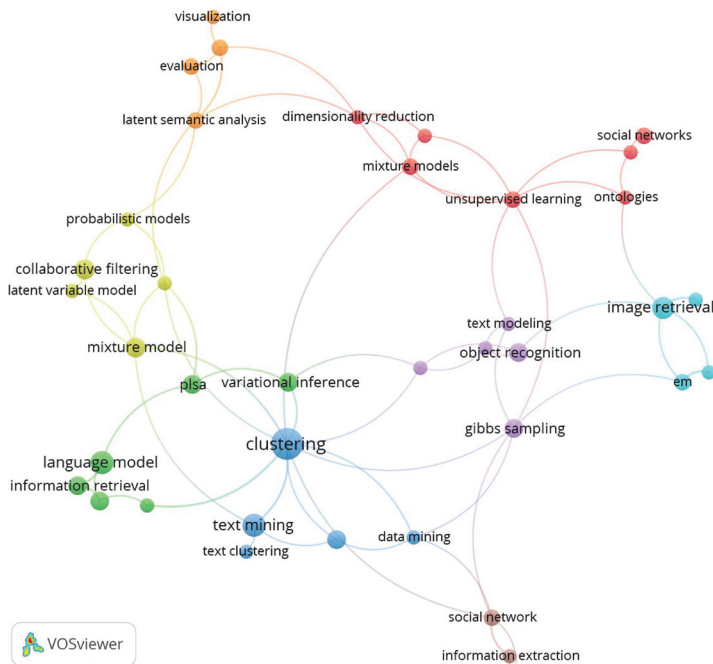 visualization
evaluation
latent semantic analysis
dimensionality reduction
social networks
mixture models
unsupervised learning
ontologies
probabilistic models
collaborative filtering
latent variable model
image retrieval
text modeling
mixture model
object recognition
plsa
variational inference
em
gibbs sampling
clustering
language model
information retrieval
text mining
data mining
text clustering
social network
VOSviewer
information extraction